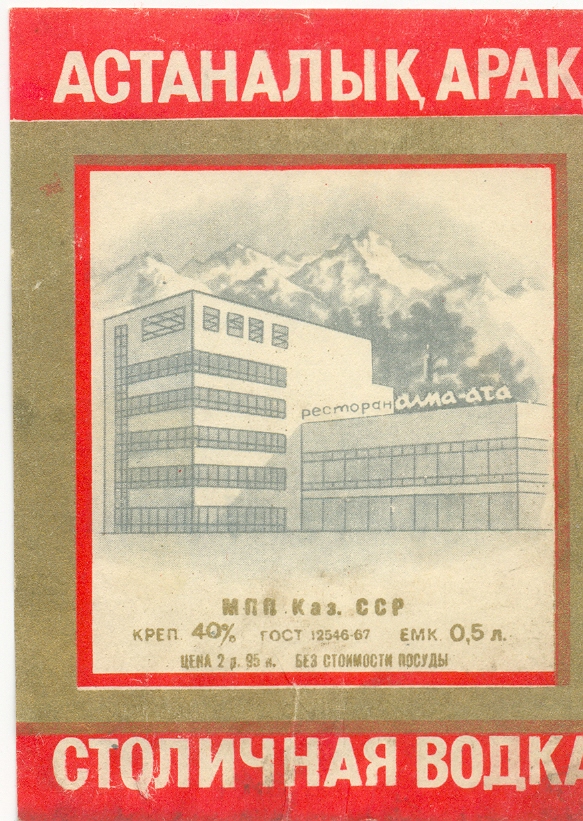 АСТАНАЛЫҚ АРАК
ресторан алма-ата
МПП Каз. ССР
КРЕП. 40% ГОСТ 12546-67 ЕМК. 0,5 л.
ЦЕНА 2 р. 95 к. БЕЗ СТОИМОСТИ ПОСУДЫ
СТОЛИЧНАЯ ВОДКА